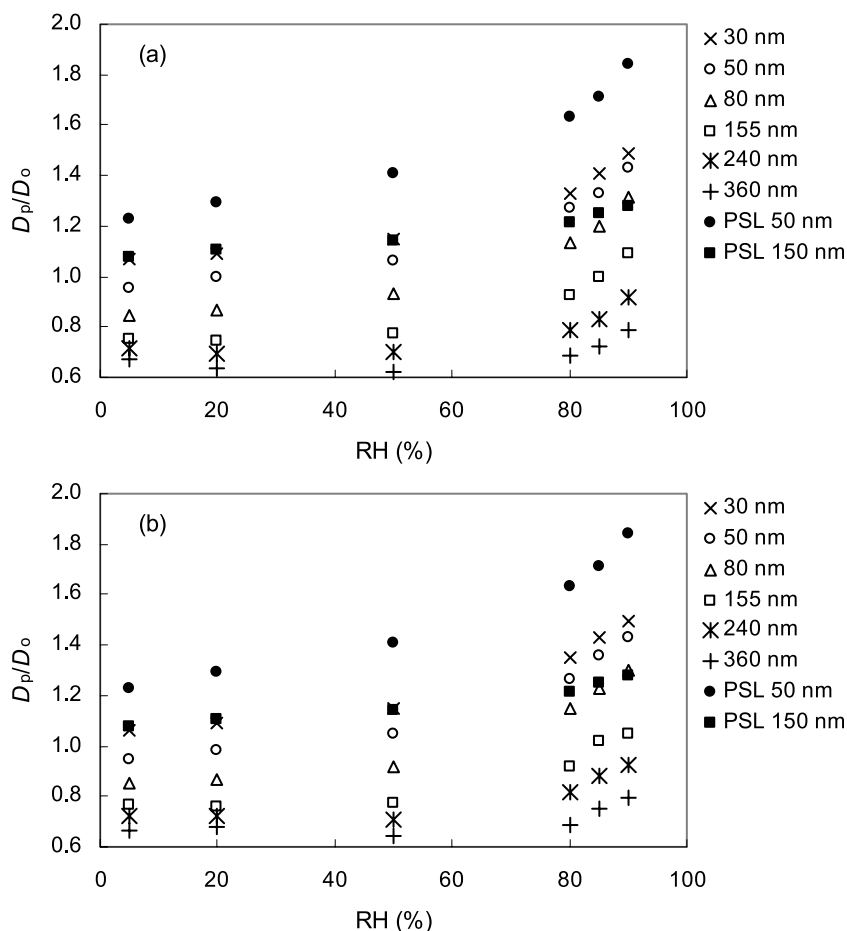 (a)
2.0
1.8
1.6
1.4
1.2
1.0
0.8
0.6
Dp/Do
0 20 40 60 80 100
RH (%)
30 nm
50 nm
80 nm
155 nm
240 nm
360 nm
PSL 50 nm
PSL 150 nm
(b)
2.0
1.8
1.6
1.4
1.2
1.0
0.8
0.6
Dp/Do
0 20 40 60 80 100
RH (%)
30 nm
50 nm
80 nm
155 nm
240 nm
360 nm
PSL 50 nm
PSL 150 nm